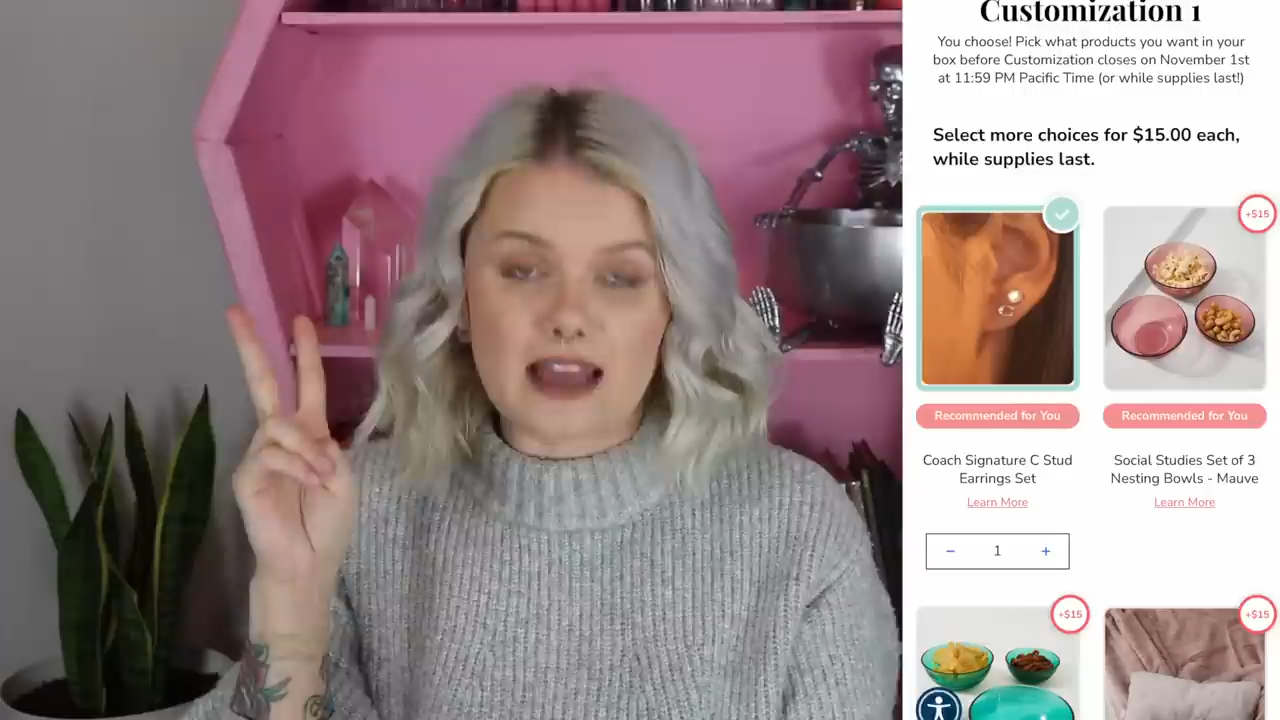 Customization 1
You choose! Pick what products you want in your
box before Customization closes on November 1st
at 11:59 PM Pacific Time (or while supplies last!)
Select more choices for $15.00 each,
while supplies last.
+$15
Recommended for You
Recommended for You
Coach Signature C Stud
Earrings Set
Learn More
Social Studies Set of 3
Nesting Bowls - Mauve
Learn More
− 1 +
+$15
+$15